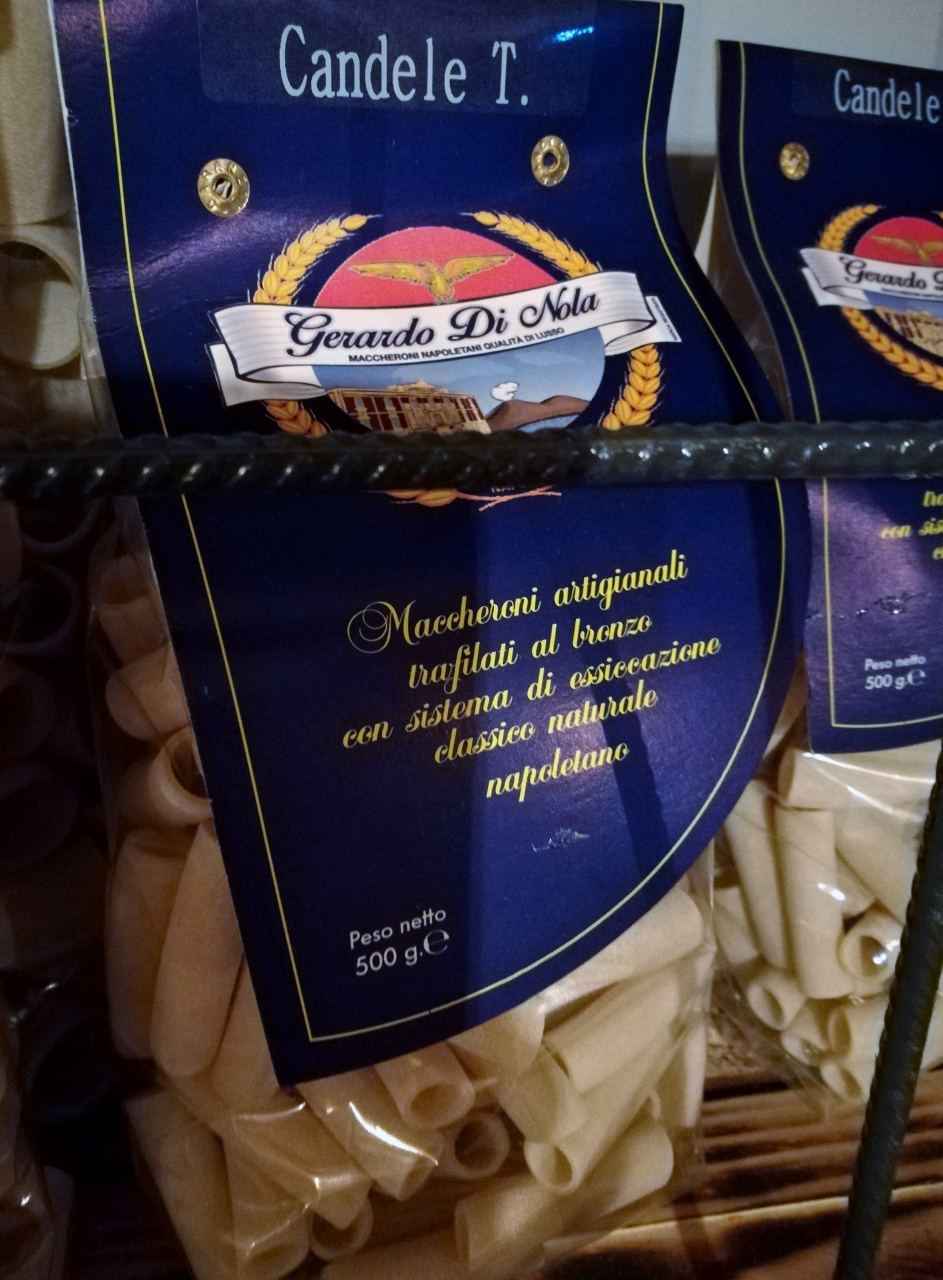 Candele T.
Gerardo Di Nola
MACCHERONI NAPOLETANI QUALITÀ DI LUSSO
Maccheroni artigianali
trafilati al bronzo
con sistema di essiccazione
classico naturale
napoletano
Peso netto
500 g.℮
Candele
Gerardo
con
Peso netto
500 g.℮